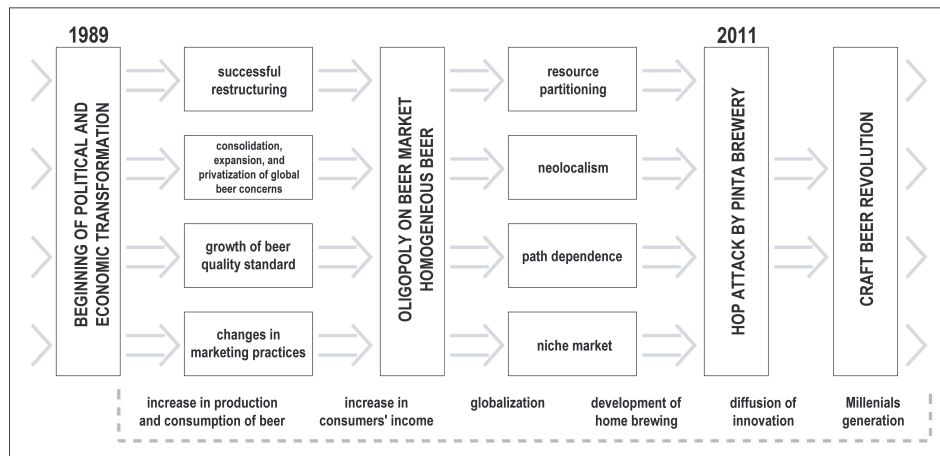 1989
BEGINNING OF POLITICAL AND
ECONOMIC TRANSFORMATION
successful
restructuring
consolidation,
expansion, and
privatization of global
beer concerns
growth of beer
quality standard
changes in
marketing practices
OLIGOPOLY ON BEER MARKET
HOMOGENEOUS BEER
resource
partitioning
neolocalism
path dependence
niche market
2011
HOP ATTACK BY PINTA BREWERY
CRAFT BEER REVOLUTION
increase in production
and consumption of beer
increase in
consumers' income
globalization
development of
home brewing
diffusion of
innovation
Millenials
generation